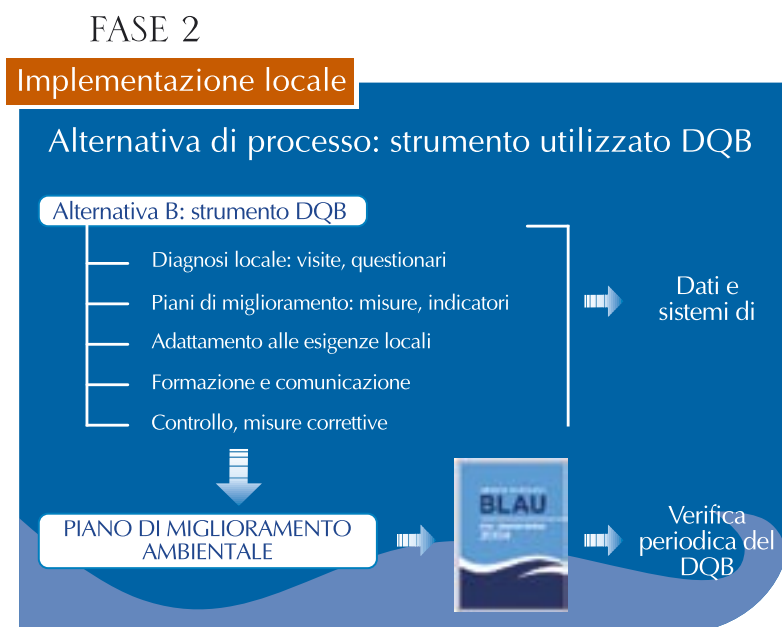 FASE 2
Implementazione locale
Alternativa di processo: strumento utilizzato DQB
Alternativa B: strumento DQB
Diagnosi locale: visite, questionari
Piani di miglioramento: misure, indicatori
Adattamento alle esigenze locali
Formazione e comunicazione
Controllo, misure correttive
Dati e
sistemi di
PIANO DI MIGLIORAMENTO
AMBIENTALE
BLAU
2004
Verifica
periodica del
DQB